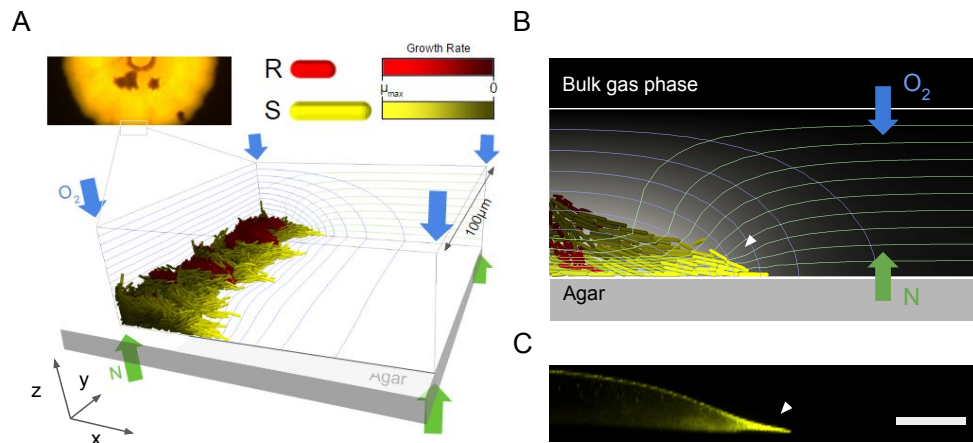 A
Growth Rate
R
μmax
0
S
O2
100μm
N
Agar
z
y
x
B
Bulk gas phase
O2
Agar
N
C